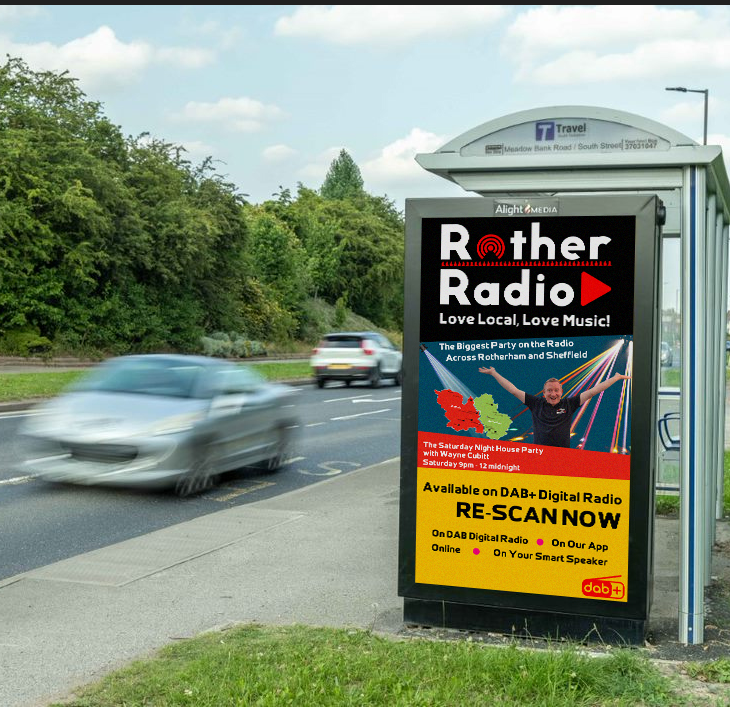 Travel
South Yorkshire
Meadow Bank Road / South Street
37031047
Alight MEDIA
Rother
Radio
Love Local, Love Music!
The Biggest Party on the Radio
Across Rotherham and Sheffield
The Saturday Night House Party
with Wayne Cubitt
Saturday 9pm - 12 midnight
Available on DAB+ Digital Radio
RE-SCAN NOW
On DAB Digital Radio • On Our App
Online • On Your Smart Speaker
dab+